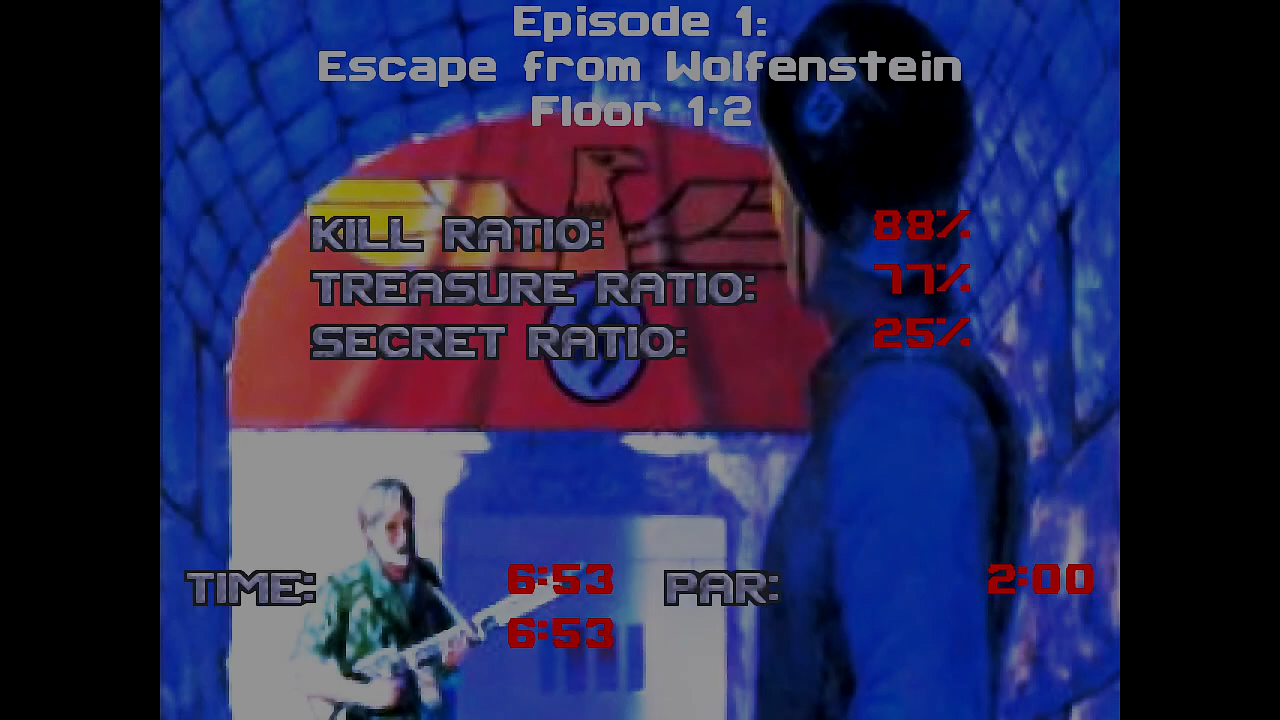 Episode 1:
Escape from Wolfenstein
Floor 1-2
KILL RATIO: 88%
TREASURE RATIO: 77%
SECRET RATIO: 25%
TIME: 6:53 PAR: 2:00
6:53